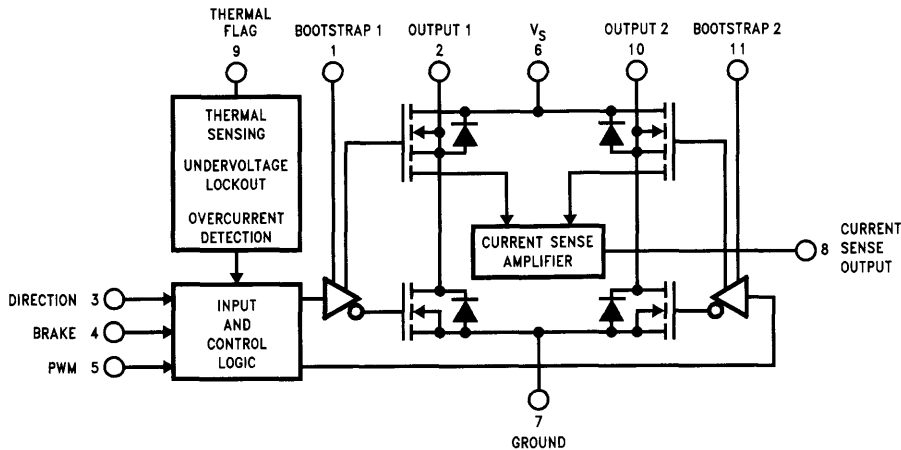 THERMAL
FLAG
9
BOOTSTRAP 1
1
OUTPUT 1
2
VS
6
OUTPUT 2
10
BOOTSTRAP 2
11
THERMAL
SENSING
UNDERVOLTAGE
LOCKOUT
OVERCURRENT
DETECTION
CURRENT SENSE
AMPLIFIER
8 CURRENT
SENSE
OUTPUT
DIRECTION 3
BRAKE 4
PWM 5
INPUT
AND
CONTROL
LOGIC
7
GROUND